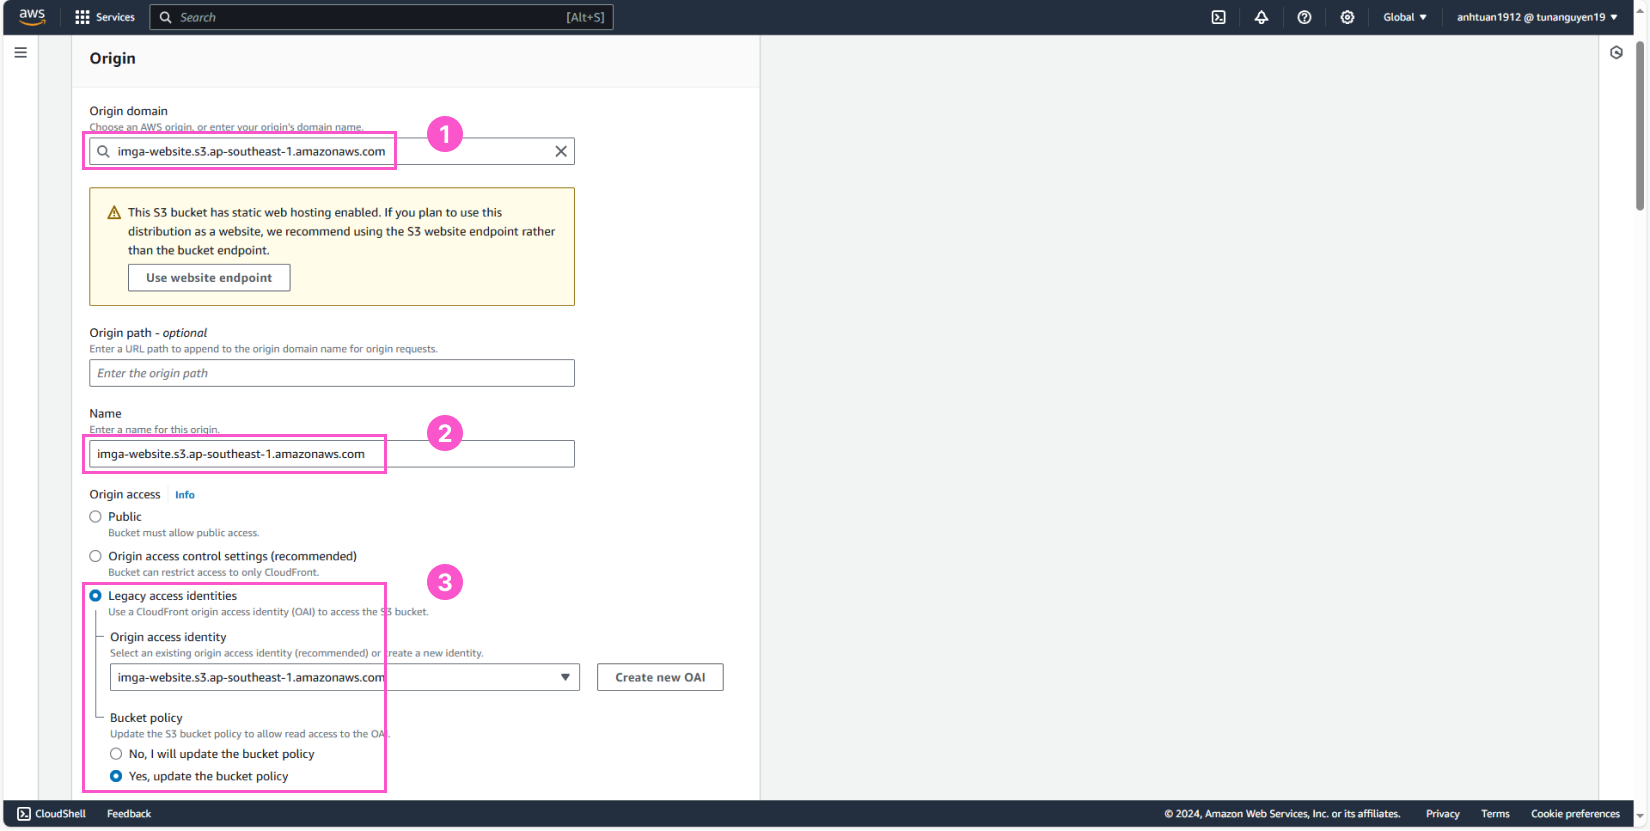 aws
Services
Search
[Alt+S]
Global
anhtuan1912 @ tunanguyen19
Origin
Origin domain
Choose an AWS origin, or enter your origin's domain name.
1
imga-website.s3.ap-southeast-1.amazonaws.com
This S3 bucket has static web hosting enabled. If you plan to use this
distribution as a website, we recommend using the S3 website endpoint rather
than the bucket endpoint.
Use website endpoint
Origin path - optional
Enter a URL path to append to the origin domain name for origin requests.
Enter the origin path
Name
Enter a name for this origin.
2
imga-website.s3.ap-southeast-1.amazonaws.com
Origin access
Info
Public
Bucket must allow public access.
Origin access control settings (recommended)
Bucket can restrict access to only CloudFront.
3
Legacy access identities
Use a CloudFront origin access identity (OAI) to access the S3 bucket.
Origin access identity
Select an existing origin access identity (recommended) or create a new identity.
imga-website.s3.ap-southeast-1.amazonaws.com
Create new OAI
Bucket policy
Update the S3 bucket policy to allow read access to the OAI.
No, I will update the bucket policy
Yes, update the bucket policy
CloudShell
Feedback
© 2024, Amazon Web Services, Inc. or its affiliates.
Privacy
Terms
Cookie preferences